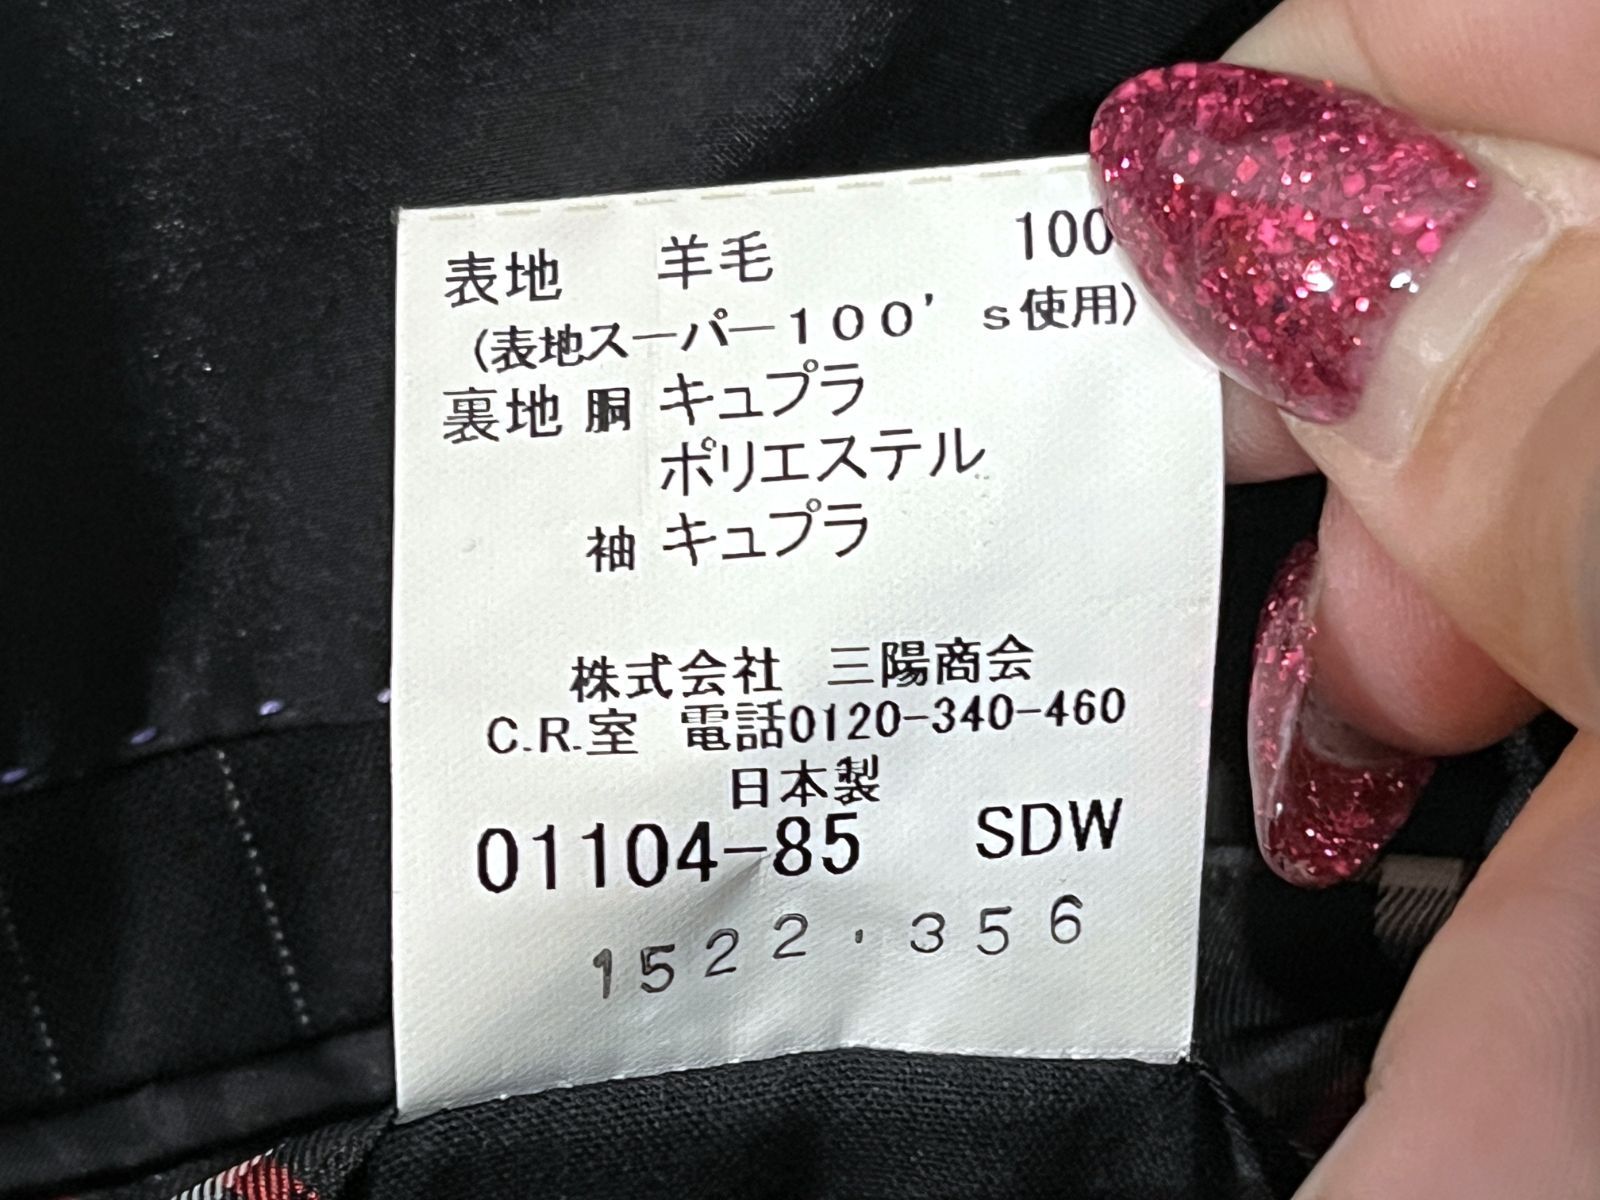 表地 羊毛 100
(表地スーパー１００’ｓ使用)
裏地 胴 キュプラ
ポリエステル
袖 キュプラ
株式会社 三陽商会
C.R.室 電話0120-340-460
日本製
01104-85 SDW
1522.356